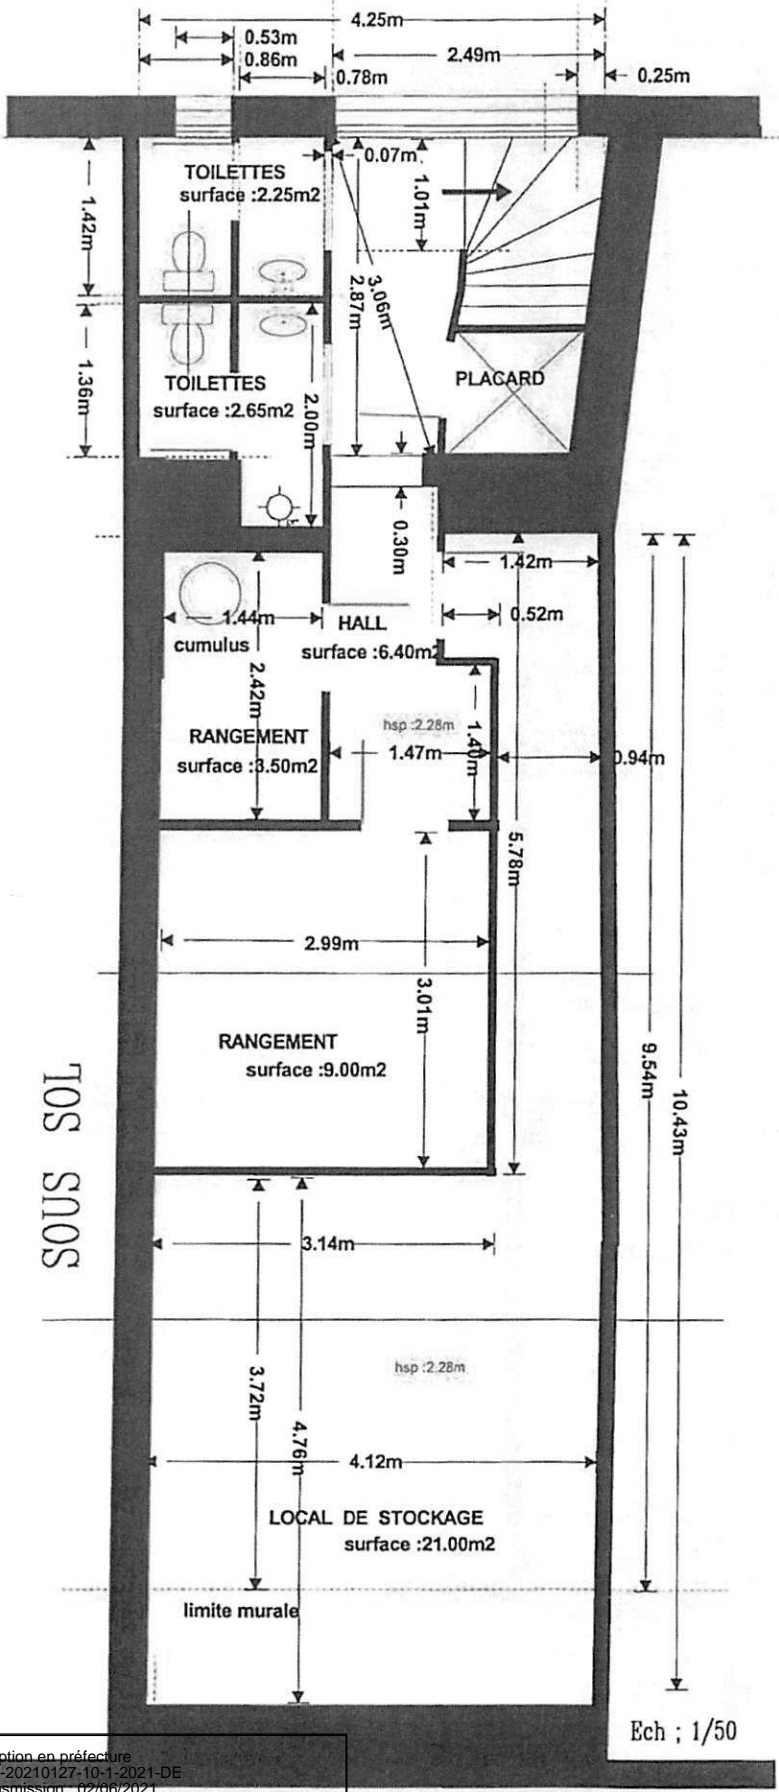 4.25m
0.53m
2.49m
0.86m
0.78m
0.25m
0.07m
TOILETTES
surface :2.25m2
1.01m
1.42m
3.06m
2.87m
1.36m
TOILETTES
surface :2.65m2
PLACARD
2.00m
0.30m
1.42m
1.44m
0.52m
HALL
surface :6.40m2
cumulus
2.42m
hsp :2.28m
RANGEMENT
surface :3.50m2
1.47m
1.40m
0.94m
5.78m
2.99m
3.01m
RANGEMENT
surface :9.00m2
9.54m
10.43m
SOUS SOL
3.14m
hsp :2.28m
3.72m
4.76m
4.12m
LOCAL DE STOCKAGE
surface :21.00m2
limite murale
Ech ; 1/50
ption en préfecture
-20210127-10-1-2021-DE
nsmission : 02/06/2021